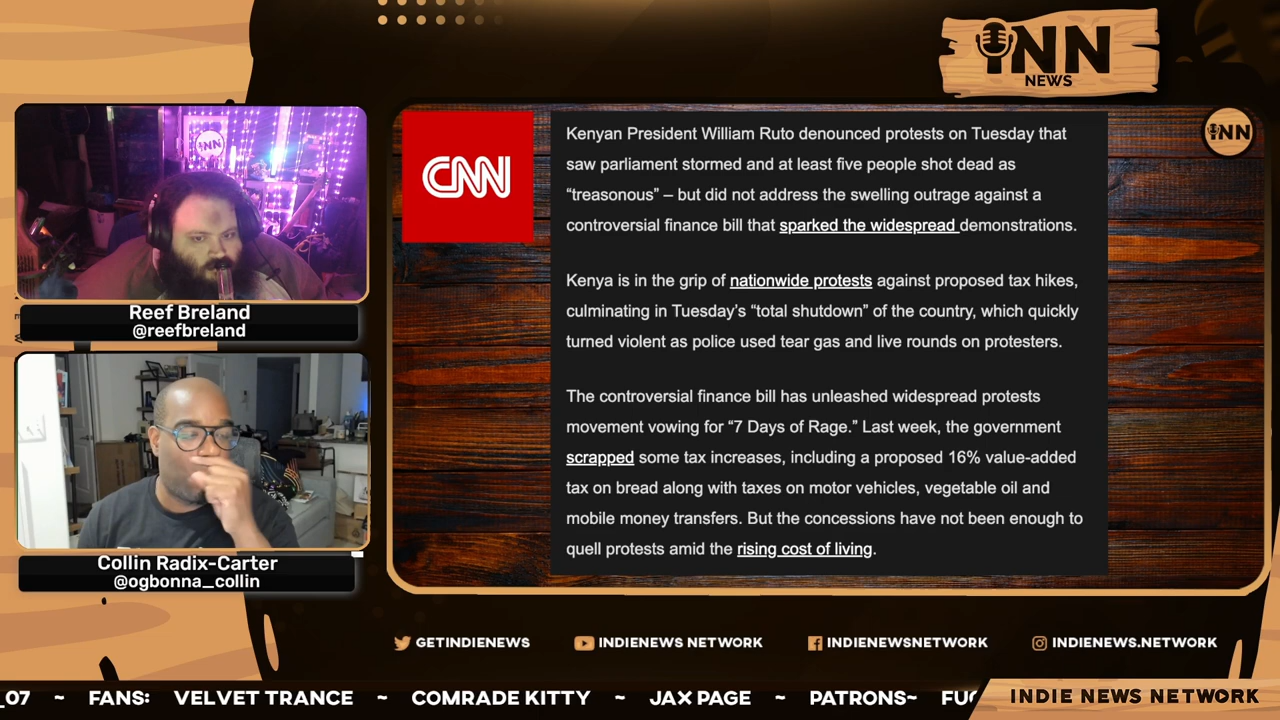 INN
NEWS
CNN
INN
Kenyan President William Ruto denounced protests on Tuesday that
saw parliament stormed and at least five people shot dead as
“treasonous” – but did not address the swelling outrage against a
controversial finance bill that sparked the widespread demonstrations.
Kenya is in the grip of nationwide protests against proposed tax hikes,
culminating in Tuesday’s “total shutdown” of the country, which quickly
turned violent as police used tear gas and live rounds on protesters.
The controversial finance bill has unleashed widespread protests
movement vowing for “7 Days of Rage.” Last week, the government
scrapped some tax increases, including a proposed 16% value-added
tax on bread along with taxes on motor vehicles, vegetable oil and
mobile money transfers. But the concessions have not been enough to
quell protests amid the rising cost of living.
INN
Reef Breland
@reefbreland
Collin Radix-Carter
@ogbonna_collin
GETINDIENEWS
INDIENEWS NETWORK
INDIENEWSNETWORK
INDIENEWS.NETWORK
_07 ~ FANS: VELVET TRANCE ~ COMRADE KITTY ~ JAX PAGE ~ PATRONS~
INDIE NEWS NETWORK